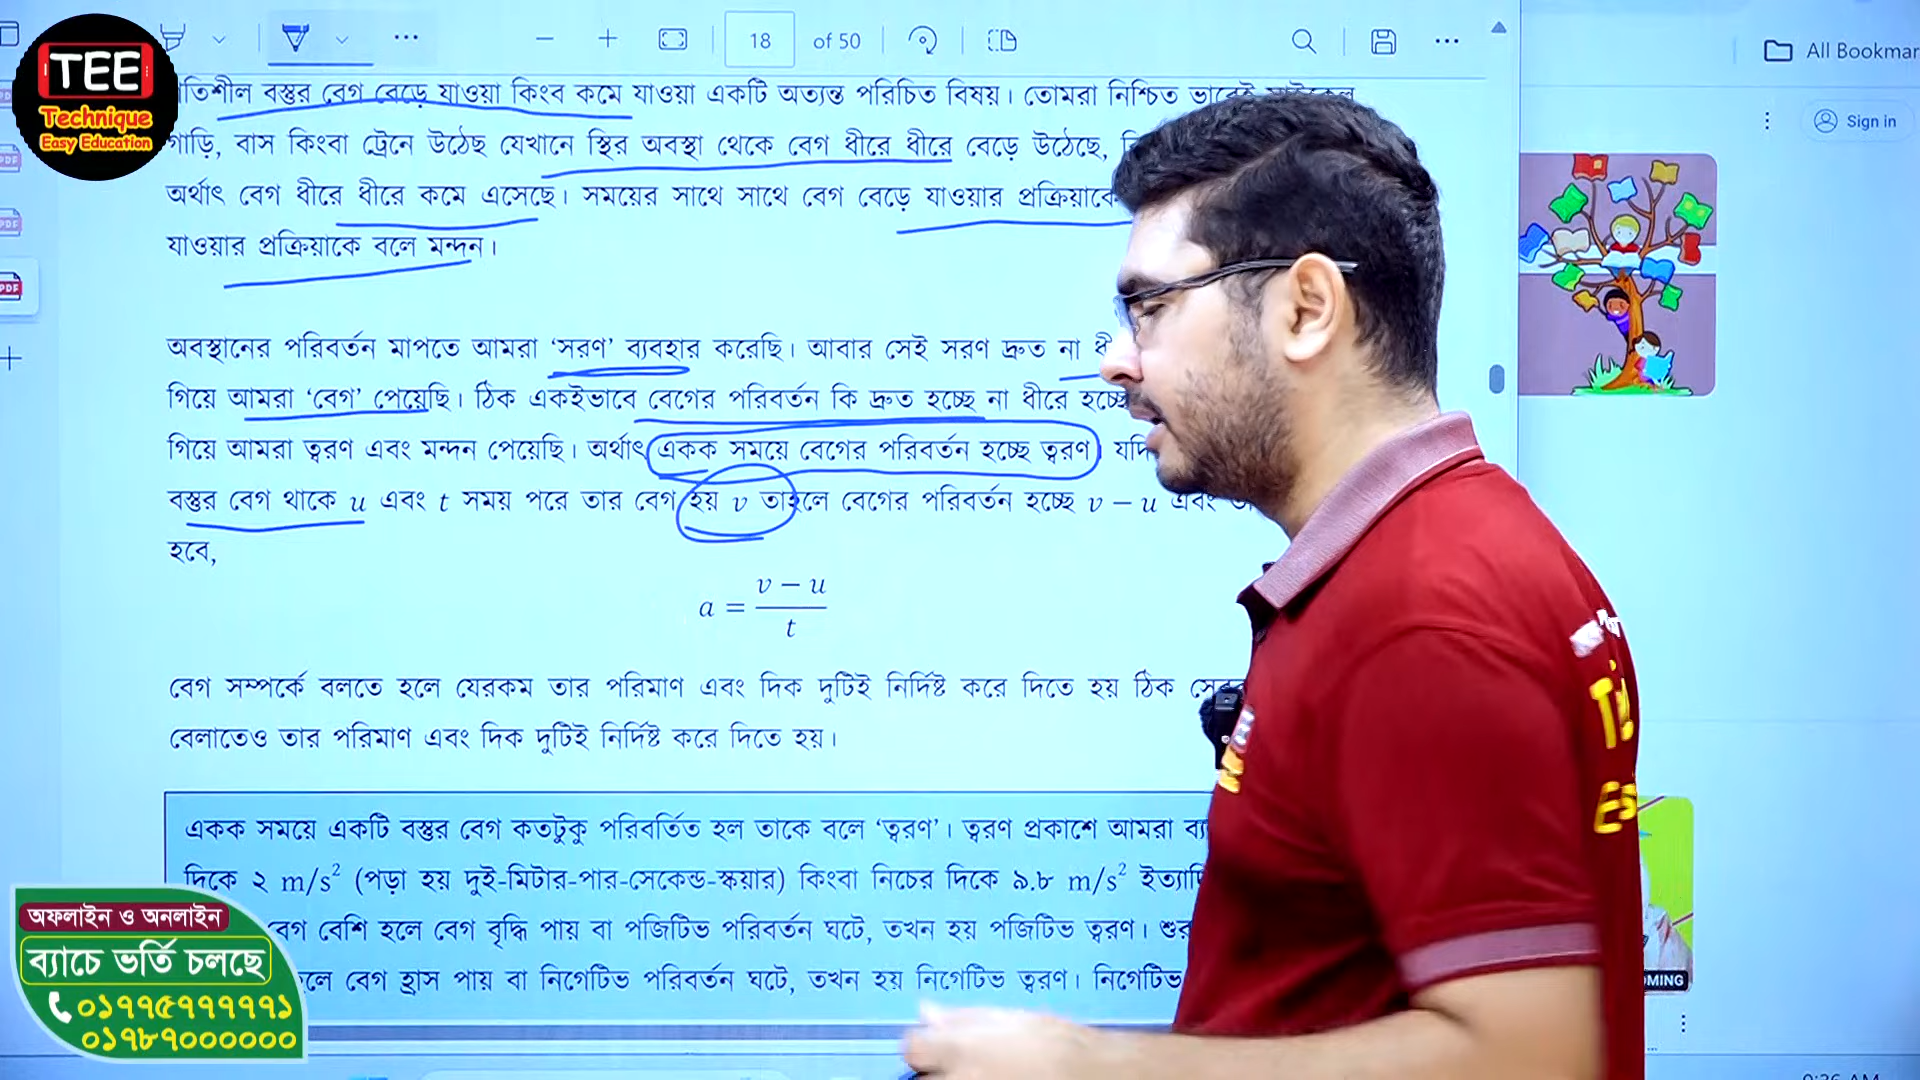 TEE
Technique
Easy Education
18 of 50
All Bookmar
Sign in
গতিশীল বস্তুর বেগ বেড়ে যাওয়া কিংব কমে যাওয়া একটি অত্যন্ত পরিচিত বিষয়। তোমরা নিশ্চিত ভাবেই সাইকেল
গাড়ি, বাস কিংবা ট্রেনে উঠেছ যেখানে স্থির অবস্থা থেকে বেগ ধীরে ধীরে বেড়ে উঠেছে,
অর্থাৎ বেগ ধীরে ধীরে কমে এসেছে। সময়ের সাথে সাথে বেগ বেড়ে যাওয়ার প্রক্রিয়াকে
যাওয়ার প্রক্রিয়াকে বলে মন্দন।
অবস্থানের পরিবর্তন মাপতে আমরা ‘সরণ’ ব্যবহার করেছি। আবার সেই সরণ দ্রুত না
গিয়ে আমরা ‘বেগ’ পেয়েছি। ঠিক একইভাবে বেগের পরিবর্তন কি দ্রুত হচ্ছে না ধীরে হচ্ছে
গিয়ে আমরা ত্বরণ এবং মন্দন পেয়েছি। অর্থাৎ একক সময়ে বেগের পরিবর্তন হচ্ছে ত্বরণ। যদি
বস্তুর বেগ থাকে u এবং t সময় পরে তার বেগ হয় v তাহলে বেগের পরিবর্তন হচ্ছে v − u এবং
হবে,
a = (v − u)/t
বেগ সম্পর্কে বলতে হলে যেরকম তার পরিমাণ এবং দিক দুটিই নির্দিষ্ট করে দিতে হয় ঠিক
বেলাতেও তার পরিমাণ এবং দিক দুটিই নির্দিষ্ট করে দিতে হয়।
একক সময়ে একটি বস্তুর বেগ কতটুকু পরিবর্তিত হল তাকে বলে ‘ত্বরণ’। ত্বরণ প্রকাশে আমরা
দিকে ২ m/s² (পড়া হয় দুই-মিটার-পার-সেকেন্ড-স্কয়ার) কিংবা নিচের দিকে ৯.৮ m/s² ইত্যাদি
বেগ বেশি হলে বেগ বৃদ্ধি পায় বা পজিটিভ পরিবর্তন ঘটে, তখন হয় পজিটিভ ত্বরণ।
হলে বেগ হ্রাস পায় বা নিগেটিভ পরিবর্তন ঘটে, তখন হয় নিগেটিভ ত্বরণ। নিগেটিভ
অফলাইন ও অনলাইন
ব্যাচে ভর্তি চলছে
০১৭৭৫৭৭৭৭৭১
০১৭৮৭০০০০০০
OMING